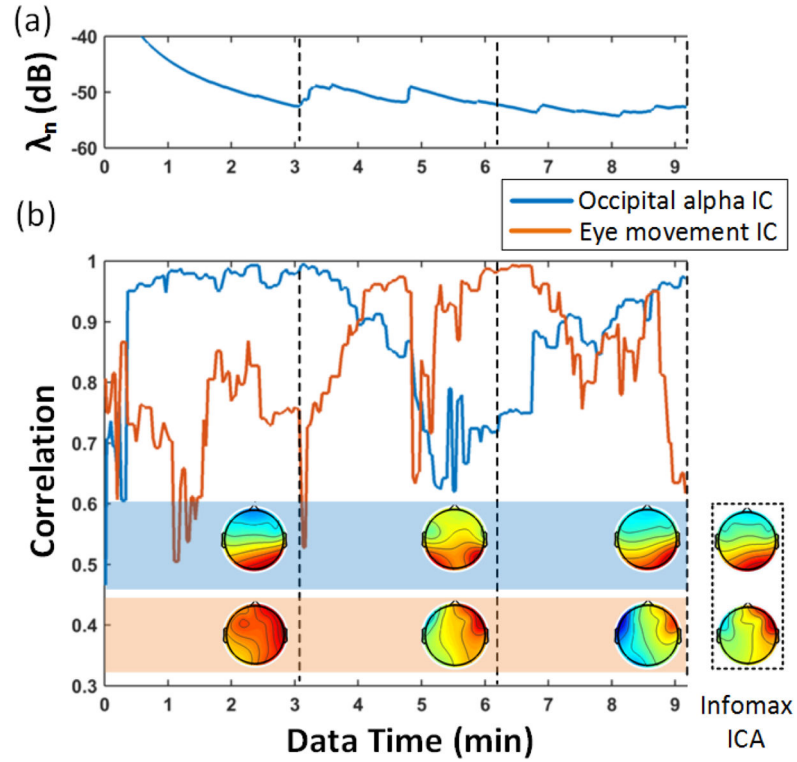 (a)
λn (dB)
-40
-50
-60
0 1 2 3 4 5 6 7 8 9
Occipital alpha IC
Eye movement IC
(b)
Correlation
1
0.9
0.8
0.7
0.6
0.5
0.4
0.3
0 1 2 3 4 5 6 7 8 9
Data Time (min)
Infomax
ICA